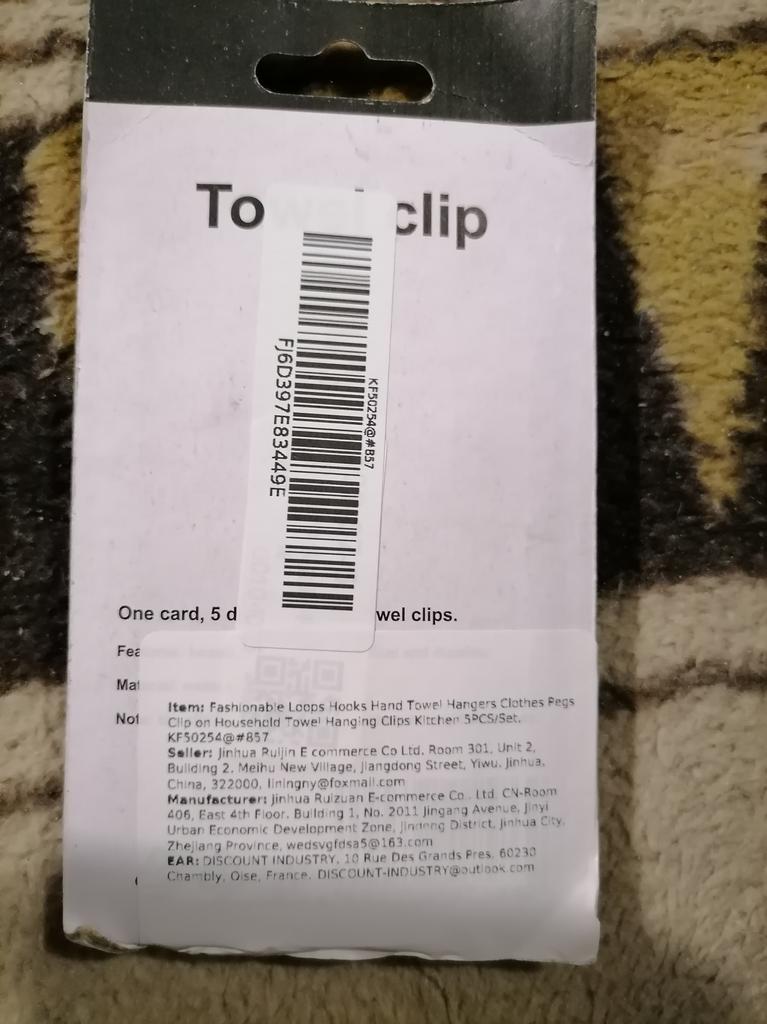 To clip
FJ6D397E83449E
KF50254@#857
One card, 5 d wel clips.
Fea
Mat
Not
Item: Fashionable Loops Hooks Hand Towel Hangers Clothes Pegs
Clip on Household Towel Hanging Clips Kitchen 5PCS/Set.
KF50254@#857
Seller: Jinhua Ruijin E commerce Co Ltd. Room 301, Unit 2,
Building 2. Meihu New Village, Jiangdong Street, Yiwu. Jinhua.
China, 322000, liningny@foxmail.com
Manufacturer: Jinhua Ruizuan E-commerce Co., Ltd. CN-Room
406, East 4th Floor. Building 1, No. 2011 Jingang Avenue, Jinyi
Urban Economic Development Zone, Jindong District, Jinhua City,
Zhejiang Province, wedsvgfdsa5@163.com
EAR: DISCOUNT INDUSTRY. 10 Rue Des Grands Pres. 60230
Chambly, Oise, France. DISCOUNT-INDUSTRY@outlook.com